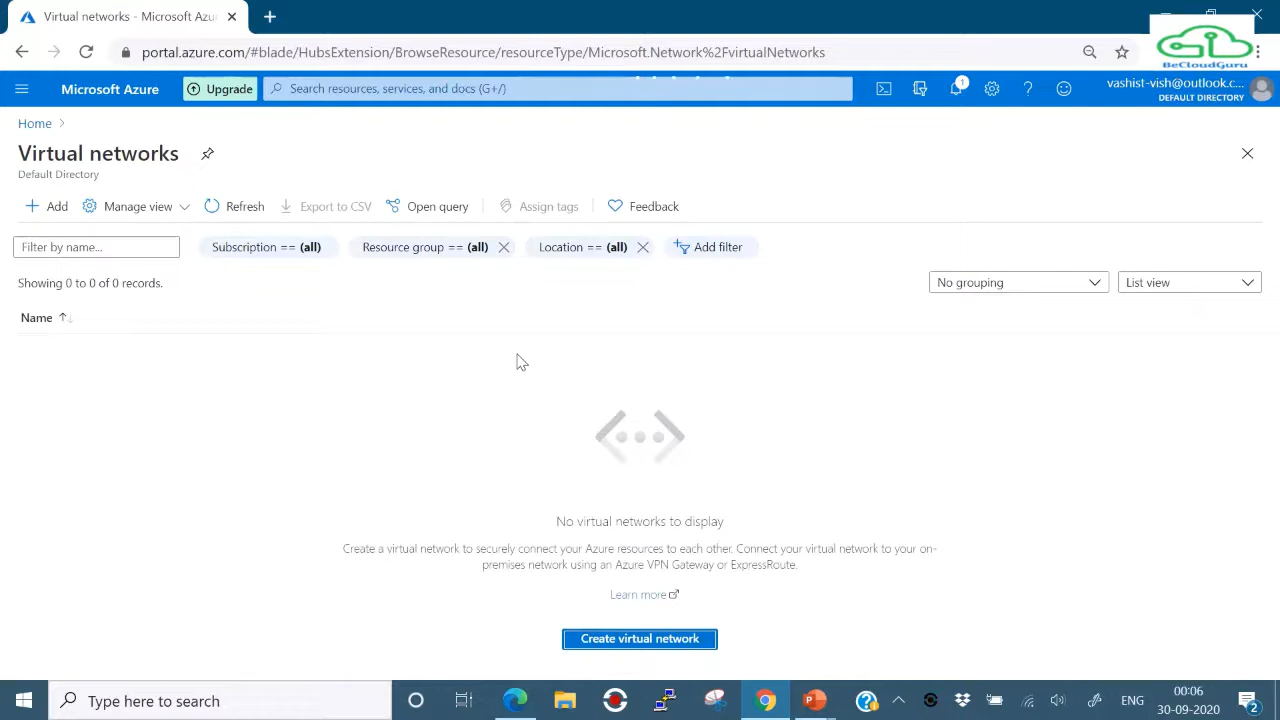 Virtual networks - Microsoft Azu
portal.azure.com/#blade/HubsExtension/BrowseResource/resourceType/Microsoft.Network%2FvirtualNetworks
BeCloudGuru
Microsoft Azure
Upgrade
Search resources, services, and docs (G+/)
1
vashist-vish@outlook.c...
DEFAULT DIRECTORY
Home
Virtual networks
Default Directory
Add
Manage view
Refresh
Export to CSV
Open query
Assign tags
Feedback
Filter by name...
Subscription == (all)
Resource group == (all)
Location == (all)
Add filter
Showing 0 to 0 of 0 records.
No grouping
List view
Name
No virtual networks to display
Create a virtual network to securely connect your Azure resources to each other. Connect your virtual network to your on-
premises network using an Azure VPN Gateway or ExpressRoute.
Learn more
Create virtual network
Type here to search
ENG
00:06
30-09-2020
2